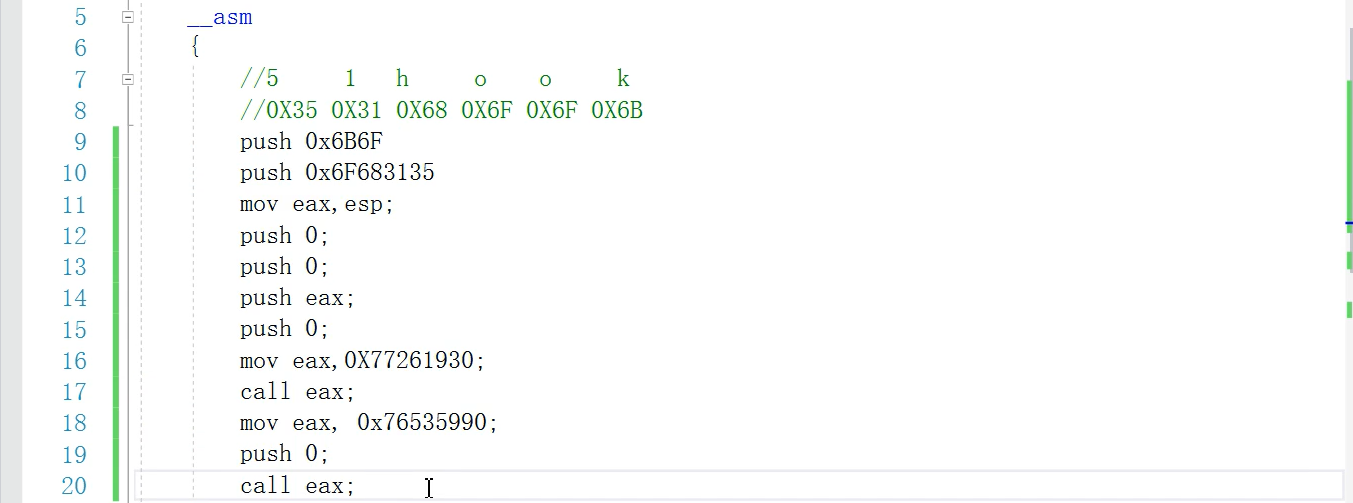 5 __asm
6 {
7 //5 1 h o o k
8 //0X35 0X31 0X68 0X6F 0X6F 0X6B
9 push 0x6B6F
10 push 0x6F683135
11 mov eax,esp;
12 push 0;
13 push 0;
14 push eax;
15 push 0;
16 mov eax,0X77261930;
17 call eax;
18 mov eax, 0x76535990;
19 push 0;
20 call eax;